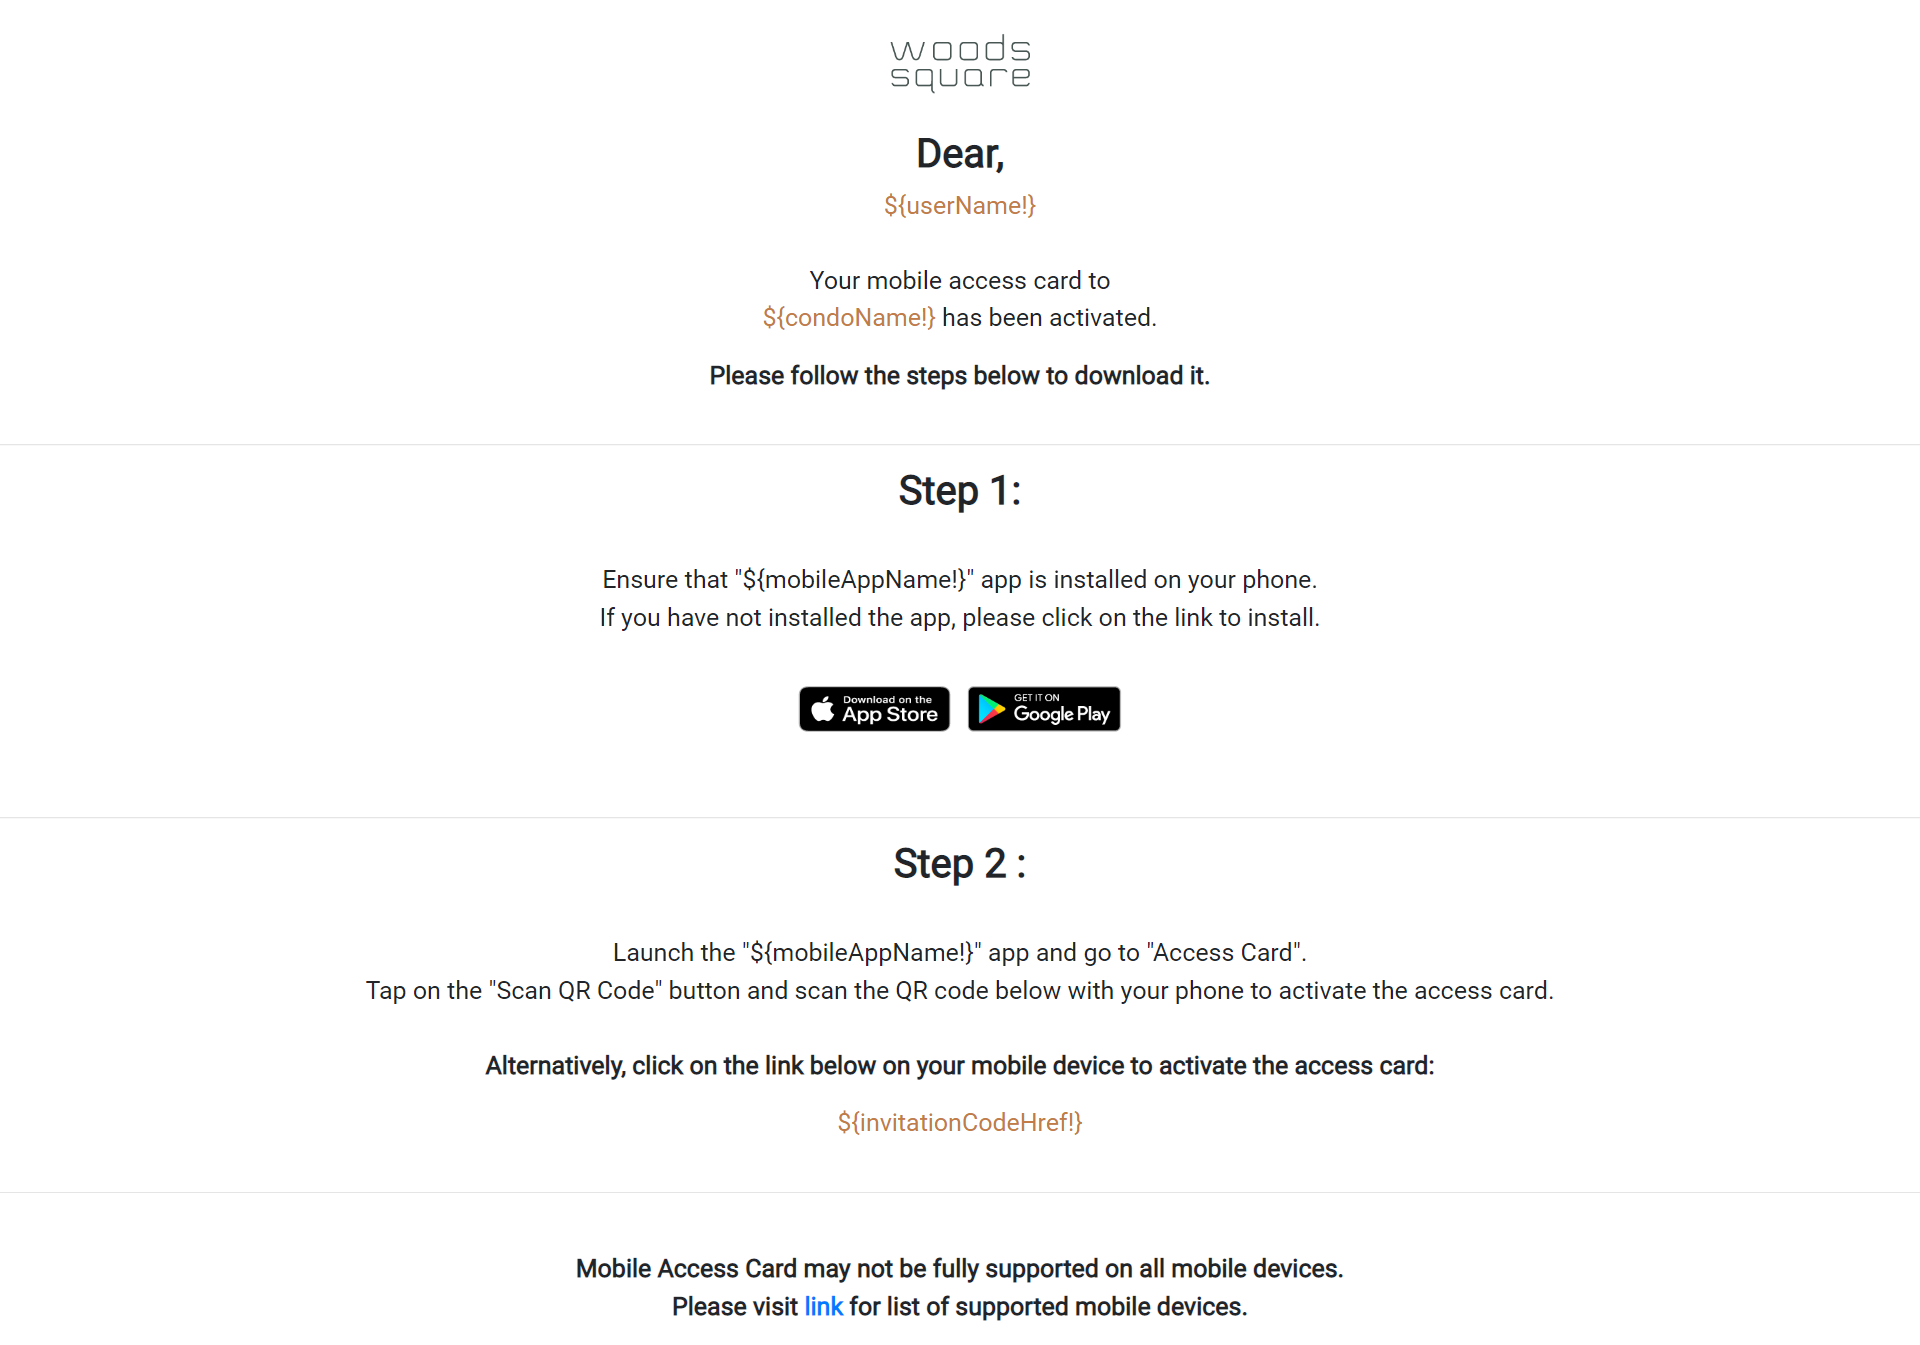 woods
square
Dear,
${userName!}
Your mobile access card to
${condoName!} has been activated.
Please follow the steps below to download it.
Step 1:
Ensure that "${mobileAppName!}" app is installed on your phone.
If you have not installed the app, please click on the link to install.
Download on the
App Store
GET IT ON
Google Play
Step 2 :
Launch the "${mobileAppName!}" app and go to "Access Card".
Tap on the "Scan QR Code" button and scan the QR code below with your phone to activate the access card.
Alternatively, click on the link below on your mobile device to activate the access card:
${invitationCodeHref!}
Mobile Access Card may not be fully supported on all mobile devices.
Please visit link for list of supported mobile devices.